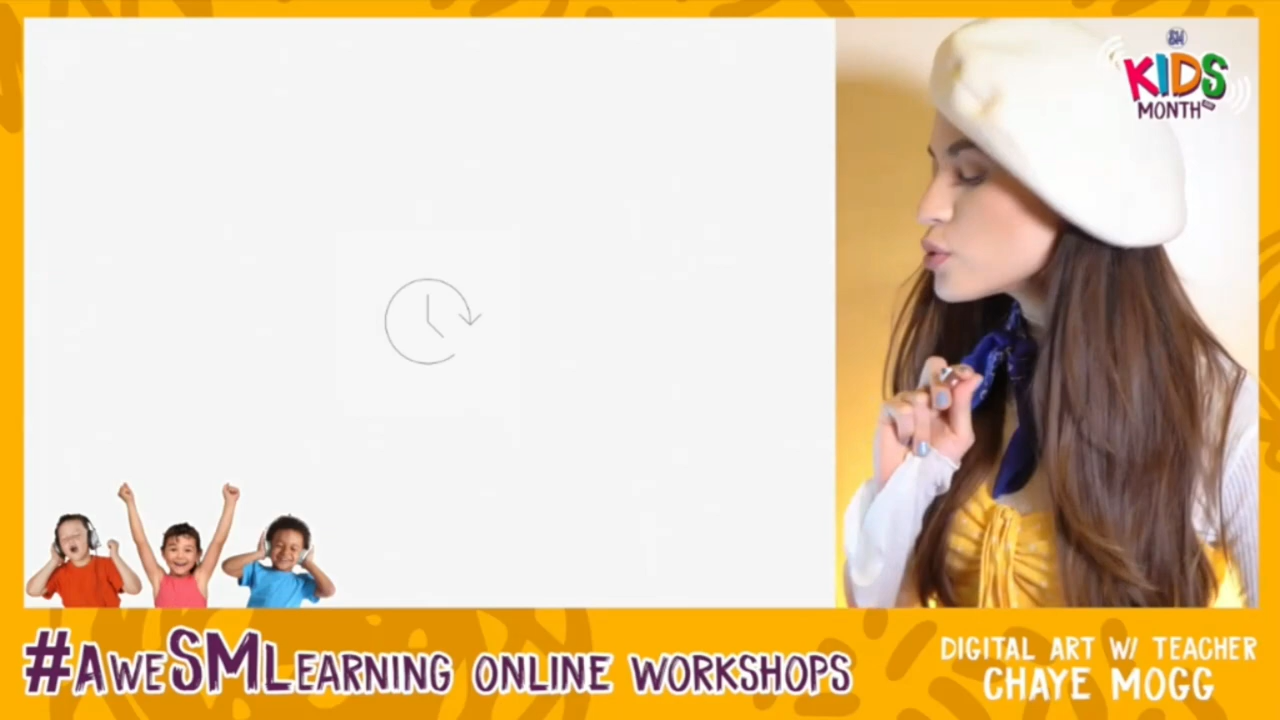 SM
KIDS
MONTH
#AWESMLEARNING ONLINE WORKSHOPS
DIGITAL ART W/ TEACHER
CHAYE MOGG